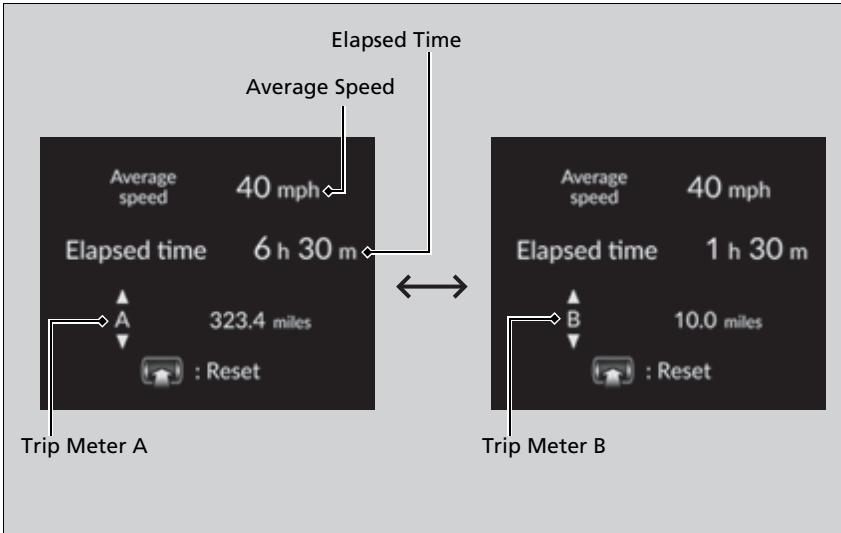 Elapsed Time
Average Speed
Average
speed
40 mph
Elapsed time 6 h 30 m
A 323.4 miles
: Reset
Trip Meter A
Average
speed
40 mph
Elapsed time 1 h 30 m
B 10.0 miles
: Reset
Trip Meter B